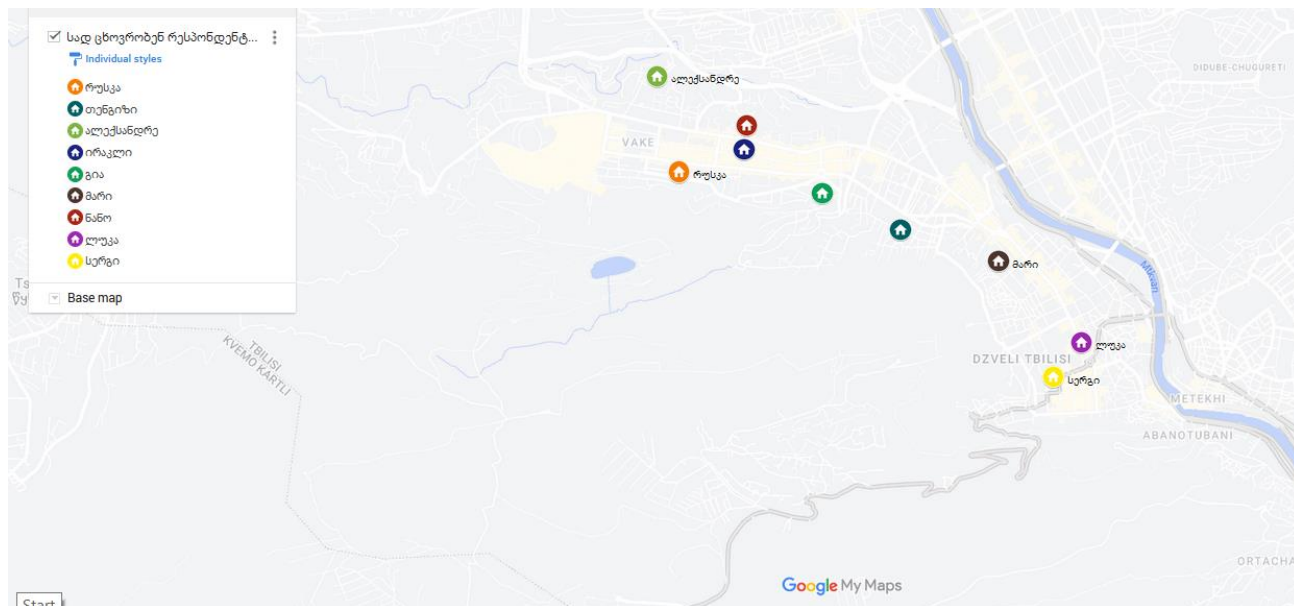 სად ცხოვრობენ რესპონდენტ...
Individual styles
რუსკა
თენგიზი
ალექსანდრე
ირაკლი
გია
მარი
ნანო
ლუკა
სერგი
Base map
ალექსანდრე
DIDUBE-CHUGURETI
VAKE
რუსკა
მარი
Mtkvari
TBILISI
KVEMO KARTLI
ლუკა
DZVELI TBILISI
სერგი
METEKHI
ABANOTUBANI
ORTACHA
Google My Maps
Start